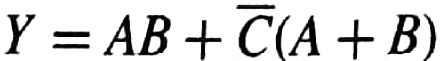 Y = AB + C̅(A + B)